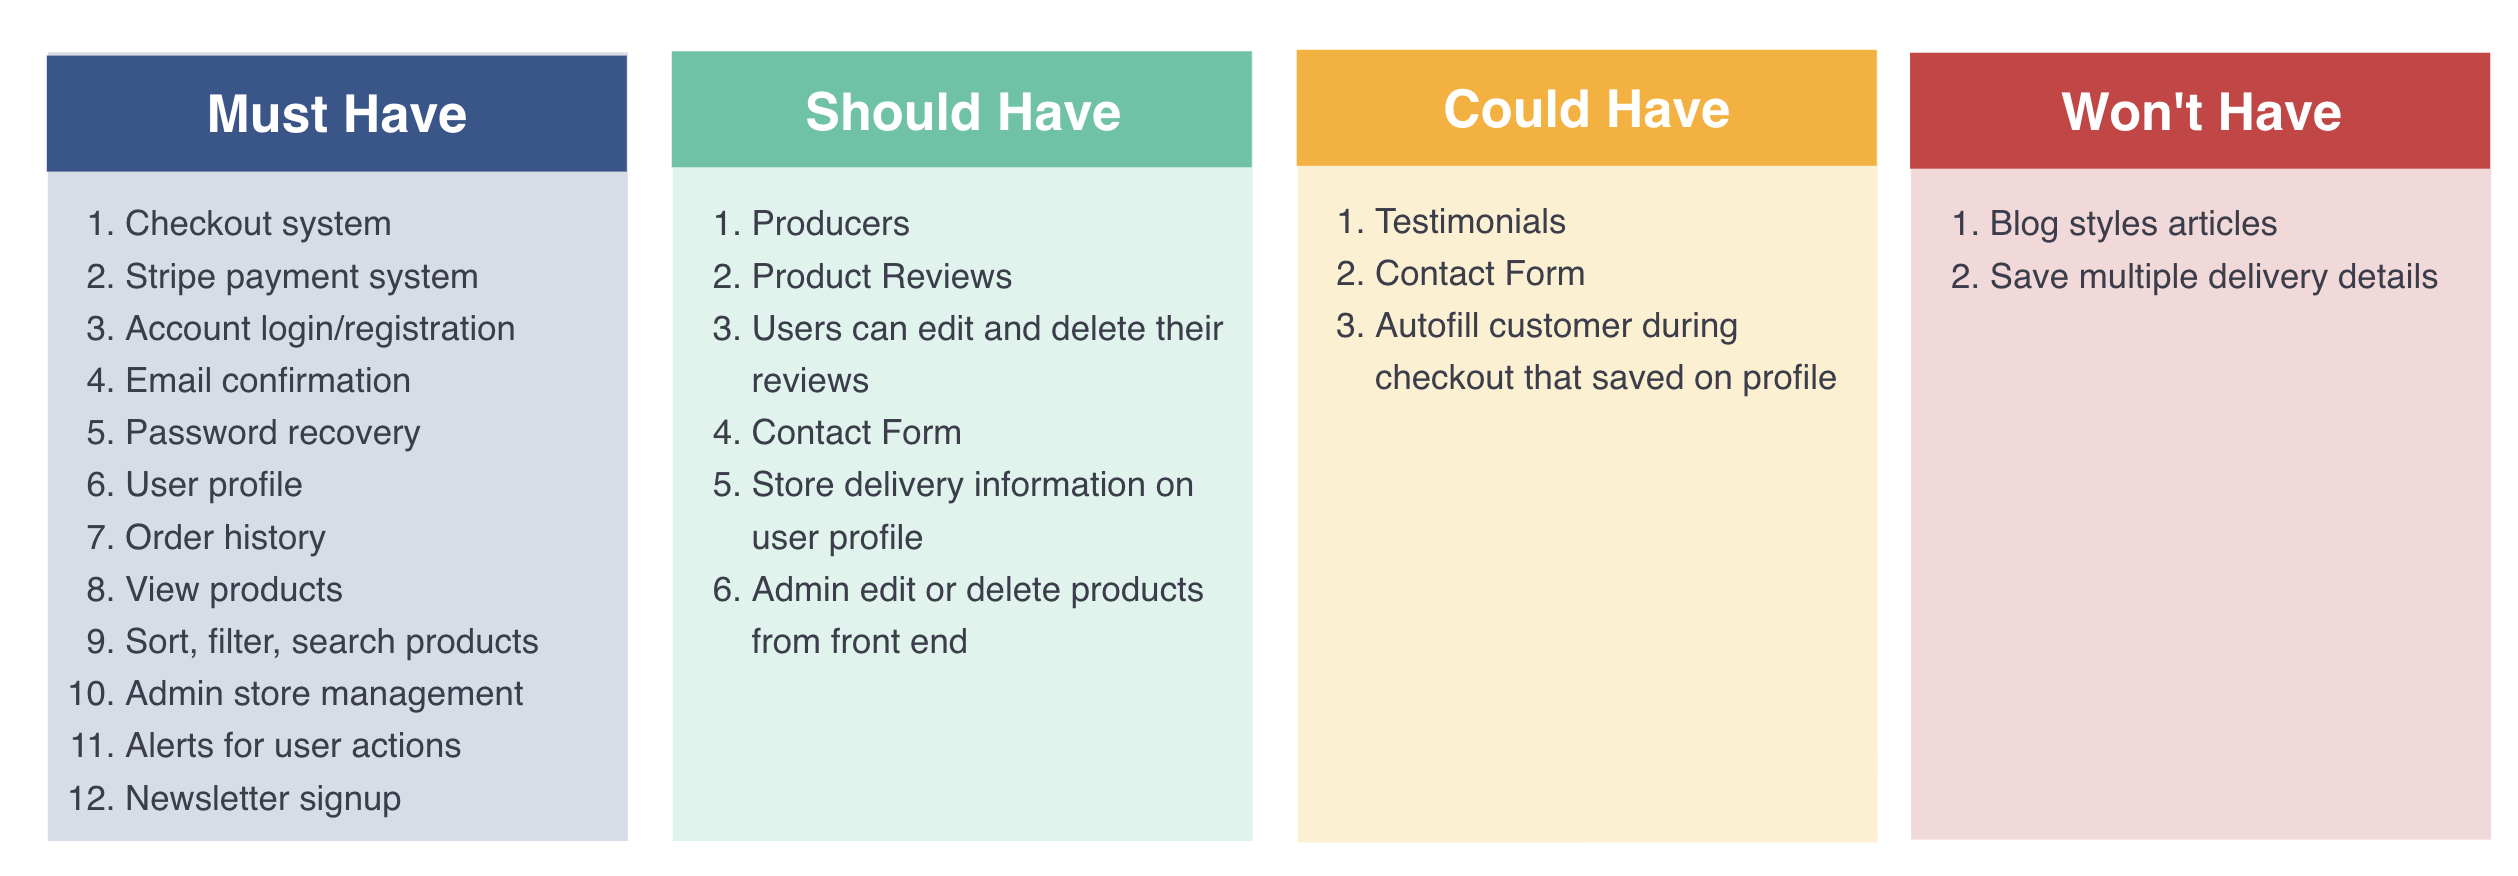 Must Have
1. Checkout system
2. Stripe payment system
3. Account login/registration
4. Email confirmation
5. Password recovery
6. User profile
7. Order history
8. View products
9. Sort, filter, search products
10. Admin store management
11. Alerts for user actions
12. Newsletter signup
Should Have
1. Producers
2. Product Reviews
3. Users can edit and delete their
reviews
4. Contact Form
5. Store delivery information on
user profile
6. Admin edit or delete products
from front end
Could Have
1. Testimonials
2. Contact Form
3. Autofill customer during
checkout that saved on profile
Won't Have
1. Blog styles articles
2. Save multiple delivery details